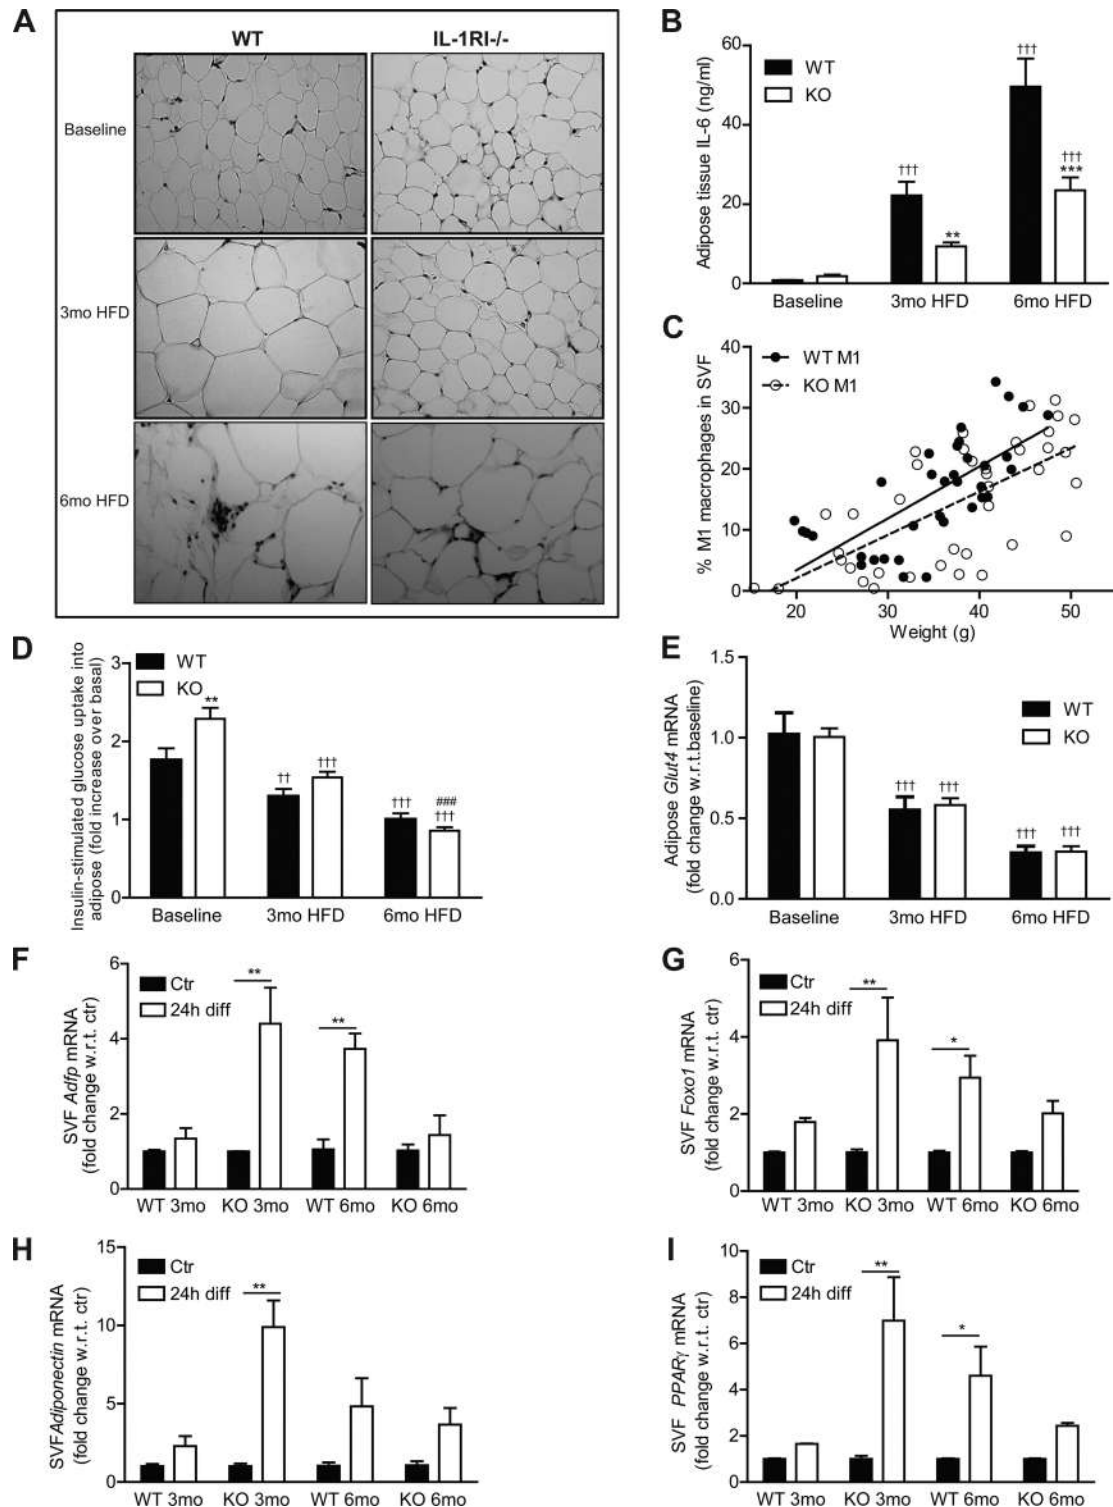 A
WT
IL-1RI-/-
Baseline
3mo HFD
6mo HFD
B
Adipose tissue IL-6 (ng/ml)
60
40
20
0
WT
KO
†††
**
†††
†††
***
Baseline
3mo HFD
6mo HFD
C
% M1 macrophages in SVF
40
30
20
10
0
WT M1
KO M1
20
30
40
50
Weight (g)
D
Insulin-stimulated glucose uptake into
adipose (fold increase over basal)
3
2
1
0
WT
KO
**
††
†††
†††
###
†††
Baseline
3mo HFD
6mo HFD
E
Adipose Glut4 mRNA
(fold change w.r.t.baseline)
1.5
1.0
0.5
0.0
WT
KO
†††
†††
†††
†††
Baseline
3mo HFD
6mo HFD
F
SVF Adfp mRNA
(fold change w.r.t. ctr)
6
4
2
0
Ctr
24h diff
**
**
WT 3mo
KO 3mo
WT 6mo
KO 6mo
G
SVF Foxo1 mRNA
(fold change w.r.t. ctr)
6
4
2
0
Ctr
24h diff
**
*
WT 3mo
KO 3mo
WT 6mo
KO 6mo
H
SVFAdiponectin mRNA
(fold change w.r.t. ctr)
15
10
5
0
Ctr
24h diff
**
WT 3mo
KO 3mo
WT 6mo
KO 6mo
I
SVF PPARγ mRNA
(fold change w.r.t. ctr)
10
8
6
4
2
0
Ctr
24h diff
**
*
WT 3mo
KO 3mo
WT 6mo
KO 6mo